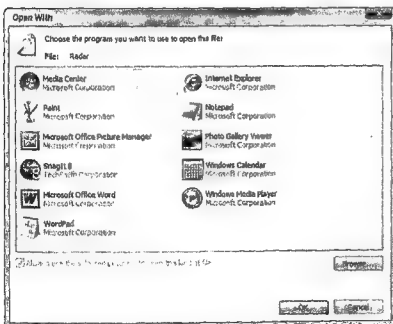 Open With
Choose the program you want to use to open this file:
File: Radar
Media Center
Microsoft Corporation
Internet Explorer
Microsoft Corporation
Paint
Microsoft Corporation
Notepad
Microsoft Corporation
Microsoft Office Picture Manager
Microsoft Corporation
Photo Gallery Viewer
Microsoft Corporation
SnagIt 8
TechSmith Corporation
Windows Calendar
Microsoft Corporation
Microsoft Office Word
Microsoft Corporation
Windows Media Player
Microsoft Corporation
WordPad
Microsoft Corporation
Browse...
OK
Cancel